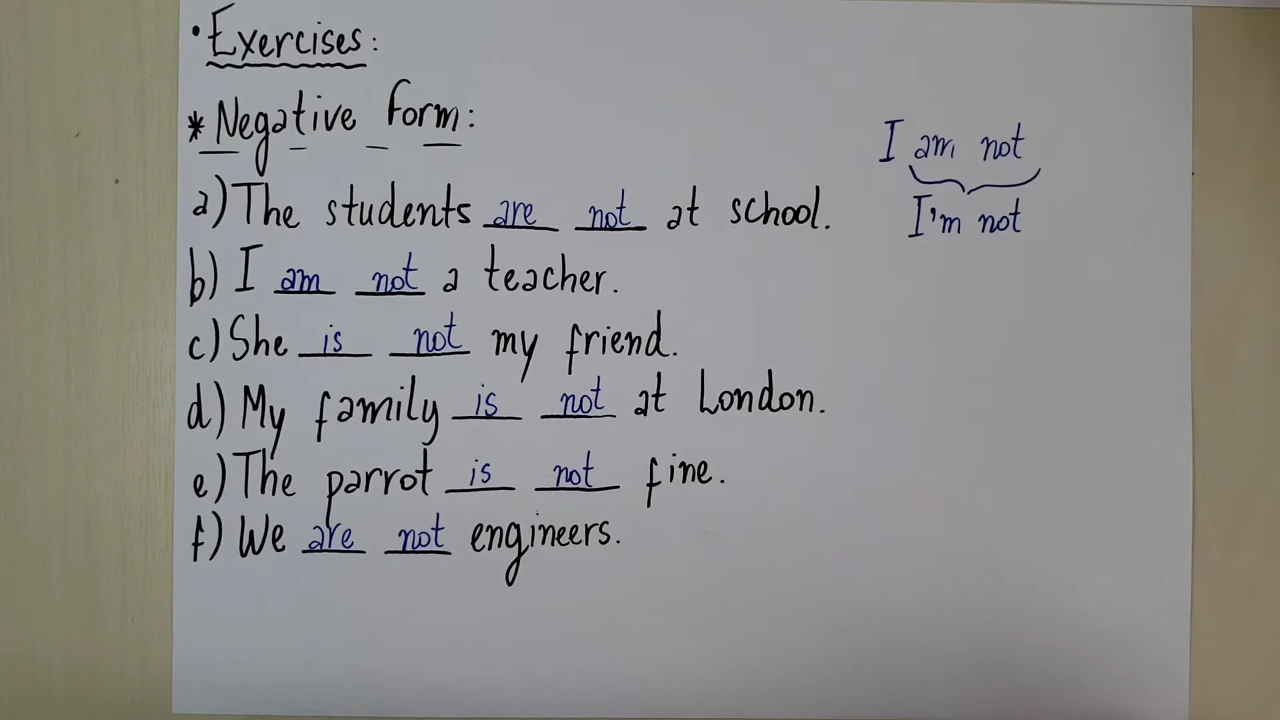 • Exercises:
* Negative form:
a) The students are not at school.
b) I am not a teacher.
c) She is not my friend.
d) My family is not at London.
e) The parrot is not fine.
f) We are not engineers.
I am not
I'm not